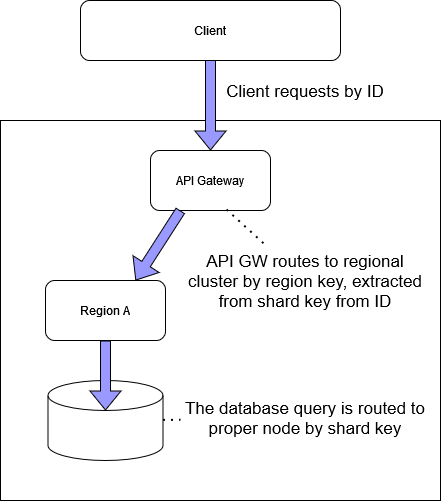 Client
Client requests by ID
API Gateway
API GW routes to regional
cluster by region key, extracted
from shard key from ID
Region A
The database query is routed to
proper node by shard key